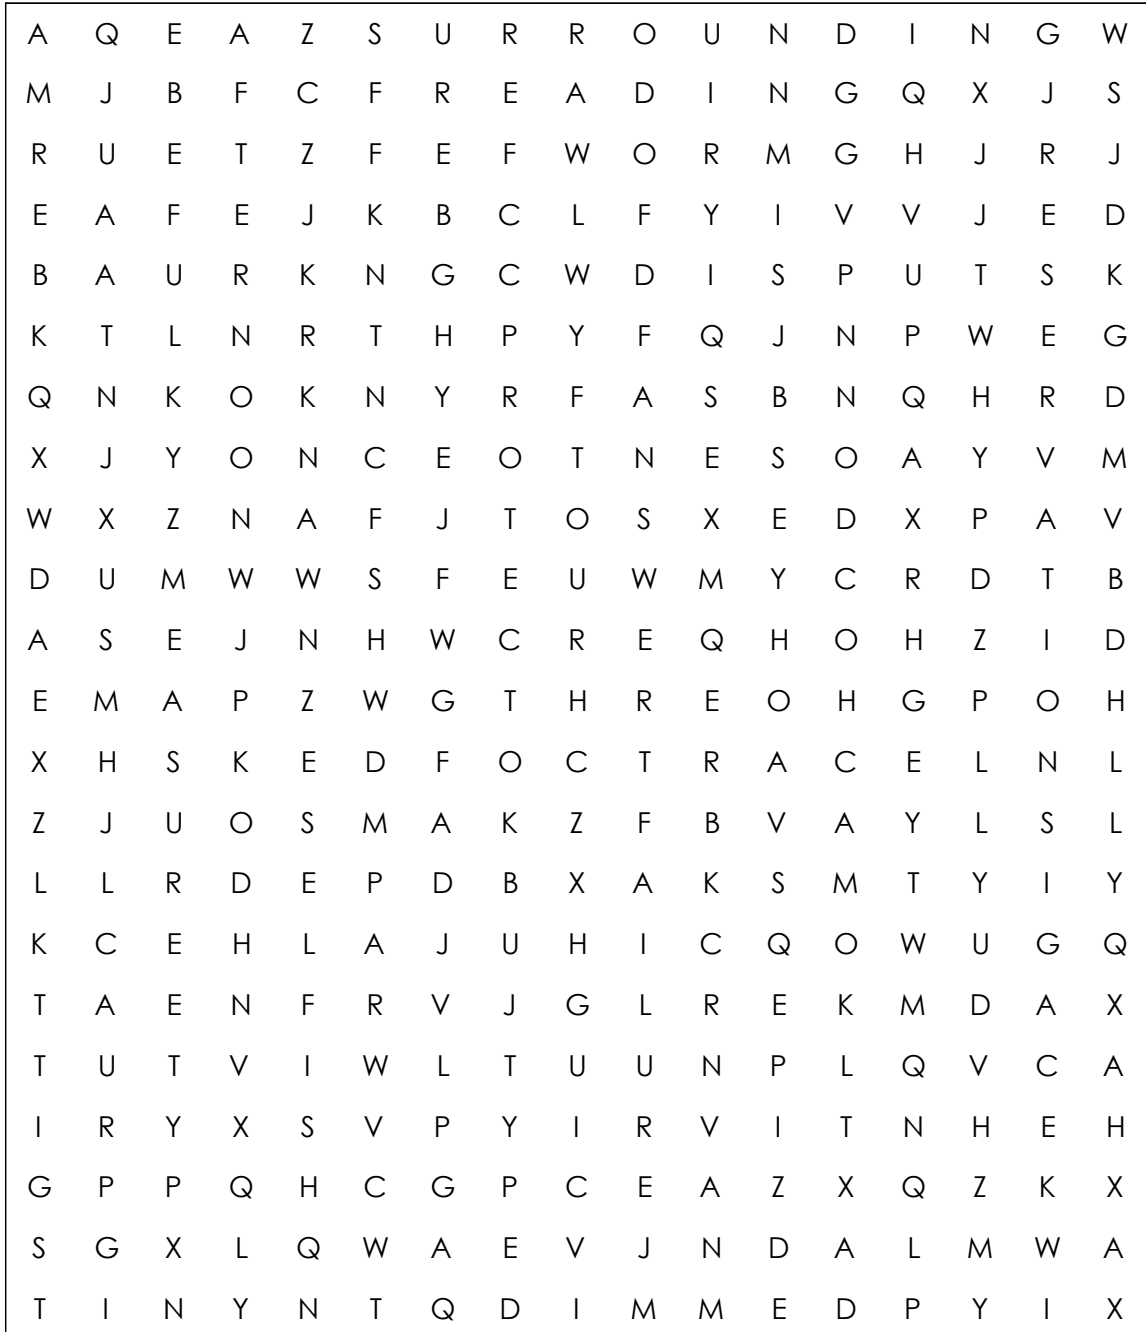 A Q E A Z S U R R O U N D I N G W
M J B F C F R E A D I N G Q X J S
R U E T Z F E F W O R M G H J R J
E A F E J K B C L F Y I V V J E D
B A U R K N G C W D I S P U T S K
K T L N R T H P Y F Q J N P W E G
Q N K O K N Y R F A S B N Q H R D
X J Y O N C E O T N E S O A Y V M
W X Z N A F J T O S X E D X P A V
D U M W W S F E U W M Y C R D T B
A S E J N H W C R E Q H O H Z I D
E M A P Z W G T H R E O H G P O H
X H S K E D F O C T R A C E L N L
Z J U O S M A K Z F B V A Y L S L
L L R D E P D B X A K S M T Y I Y
K C E H L A J U H I C Q O W U G Q
T A E N F R V J G L R E K M D A X
T U T V I W L T U U N P L Q V C A
I R Y X S V P Y I R V I T N H E H
G P P Q H C G P C E A Z X Q Z K X
S G X L Q W A E V J N D A L M W A
T I N Y N T Q D I M M E D P Y I X